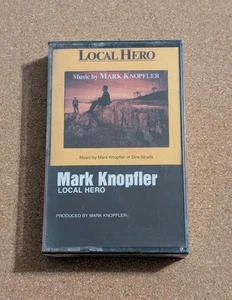 LOCAL HERO
Music by MARK KNOPFLER
Music by Mark Knopfler of Dire Straits
Mark Knopfler
LOCAL HERO
PRODUCED BY MARK KNOPFLER